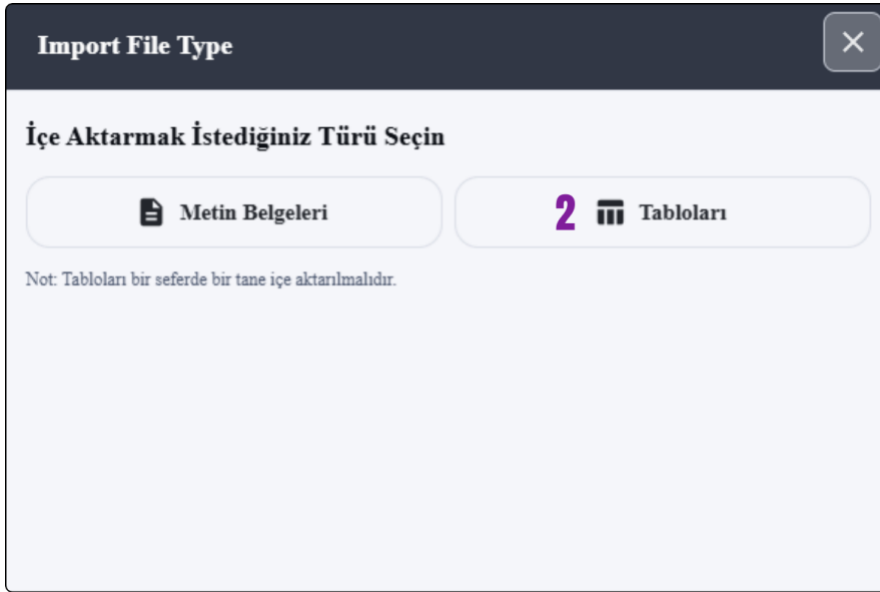 Import File Type
İçe Aktarmak İstediğiniz Türü Seçin
Metin Belgeleri
2 Tabloları
Not: Tabloları bir seferde bir tane içe aktarılmalıdır.